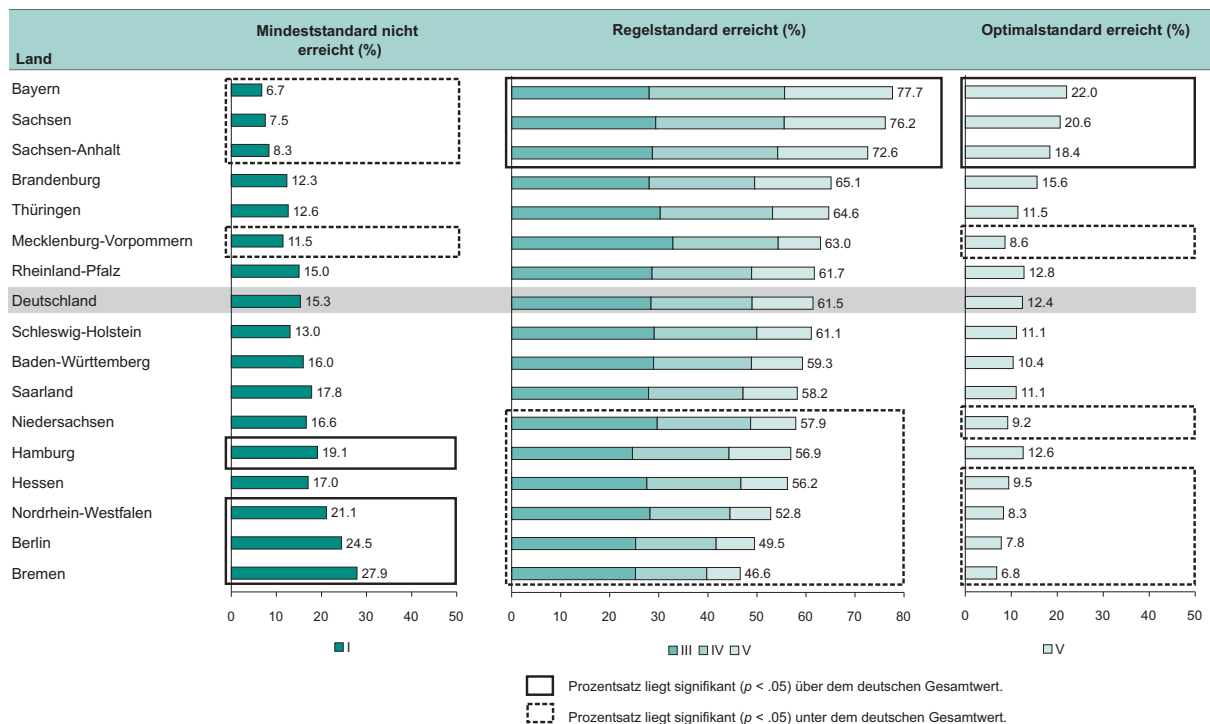 Land
Mindeststandard nicht
erreicht (%)
Regelstandard erreicht (%)
Optimalstandard erreicht (%)
Bayern 6.7 77.7 22.0
Sachsen 7.5 76.2 20.6
Sachsen-Anhalt 8.3 72.6 18.4
Brandenburg 12.3 65.1 15.6
Thüringen 12.6 64.6 11.5
Mecklenburg-Vorpommern 11.5 63.0 8.6
Rheinland-Pfalz 15.0 61.7 12.8
Deutschland 15.3 61.5 12.4
Schleswig-Holstein 13.0 61.1 11.1
Baden-Württemberg 16.0 59.3 10.4
Saarland 17.8 58.2 11.1
Niedersachsen 16.6 57.9 9.2
Hamburg 19.1 56.9 12.6
Hessen 17.0 56.2 9.5
Nordrhein-Westfalen 21.1 52.8 8.3
Berlin 24.5 49.5 7.8
Bremen 27.9 46.6 6.8
0 10 20 30 40 50 0 10 20 30 40 50 60 70 80 0 10 20 30 40 50
I III IV V V
Prozentsatz liegt signifikant (p < .05) über dem deutschen Gesamtwert.
Prozentsatz liegt signifikant (p < .05) unter dem deutschen Gesamtwert.